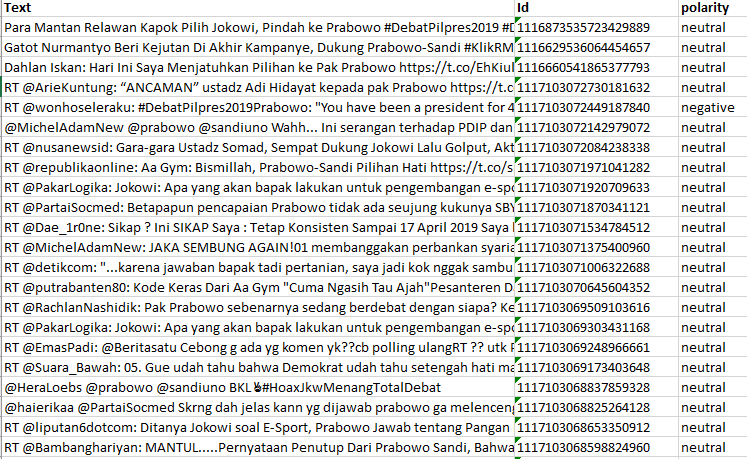 Text Id polarity
Para Mantan Relawan Kapok Pilih Jokowi, Pindah ke Prabowo #DebatPilpres2019 #D 1116873535723429889 neutral
Gatot Nurmantyo Beri Kejutan Di Akhir Kampanye, Dukung Prabowo-Sandi #KlikRM 1116629536064454657 neutral
Dahlan Iskan: Hari Ini Saya Menjatuhkan Pilihan ke Pak Prabowo https://t.co/EhKiul 1116660541865377793 neutral
RT @ArieKuntung: “ANCAMAN” ustadz Adi Hidayat kepada pak Prabowo https://t.c 1117103072730181632 neutral
RT @wonhoseleraku: #DebatPilpres2019Prabowo: "You have been a president for 4 1117103072449187840 negative
@MichelAdamNew @prabowo @sandiuno Wahh... Ini serangan terhadap PDIP dan 1117103072142979072 neutral
RT @nusanewsid: Gara-gara Ustadz Somad, Sempat Dukung Jokowi Lalu Golput, Akt 1117103072084238338 neutral
RT @republikaonline: Aa Gym: Bismillah, Prabowo-Sandi Pilihan Hati https://t.co/s 1117103071971041282 neutral
RT @PakarLogika: Jokowi: Apa yang akan bapak lakukan untuk pengembangan e-spo 1117103071920709633 neutral
RT @PartaiSocmed: Betapapun pencapaian Prabowo tidak ada seujung kukunya SBY 1117103071870341121 neutral
RT @Dae_1r0ne: Sikap ? Ini SIKAP Saya : Tetap Konsisten Sampai 17 April 2019 Saya 1117103071534784512 neutral
RT @MichelAdamNew: JAKA SEMBUNG AGAIN!01 membanggakan perbankan syaria 1117103071375400960 neutral
RT @detikcom: "...karena jawaban bapak tadi pertanian, saya jadi kok nggak sambu 1117103071006322688 neutral
RT @putrabanten80: Kode Keras Dari Aa Gym "Cuma Ngasih Tau Ajah"Pesanteren D 1117103070645604352 neutral
RT @RachlanNashidik: Pak Prabowo sebenarnya sedang berdebat dengan siapa? Ke 1117103069509103616 neutral
RT @PakarLogika: Jokowi: Apa yang akan bapak lakukan untuk pengembangan e-spo 1117103069303431168 neutral
RT @EmasPadi: @Beritasatu Cebong g ada yg komen yk??cb polling ulangRT ?? utk 1117103069248966661 neutral
RT @Suara_Bawah: 05. Gue udah tahu bahwa Demokrat udah tahu setengah hati ma 1117103069173403648 neutral
@HeraLoebs @prabowo @sandiuno BKL #HoaxJkwMenangTotalDebat 1117103068837859328 neutral
@haierikaa @PartaiSocmed Skrng dah jelas kann yg dijawab prabowo ga melenceng 1117103068825264128 neutral
RT @liputan6dotcom: Ditanya Jokowi soal E-Sport, Prabowo Jawab tentang Pangan 1117103068653350912 neutral
RT @Bambanghariyan: MANTUL.....Pernyataan Penutup Dari Prabowo Sandi, Bahwa 1117103068598824960 neutral